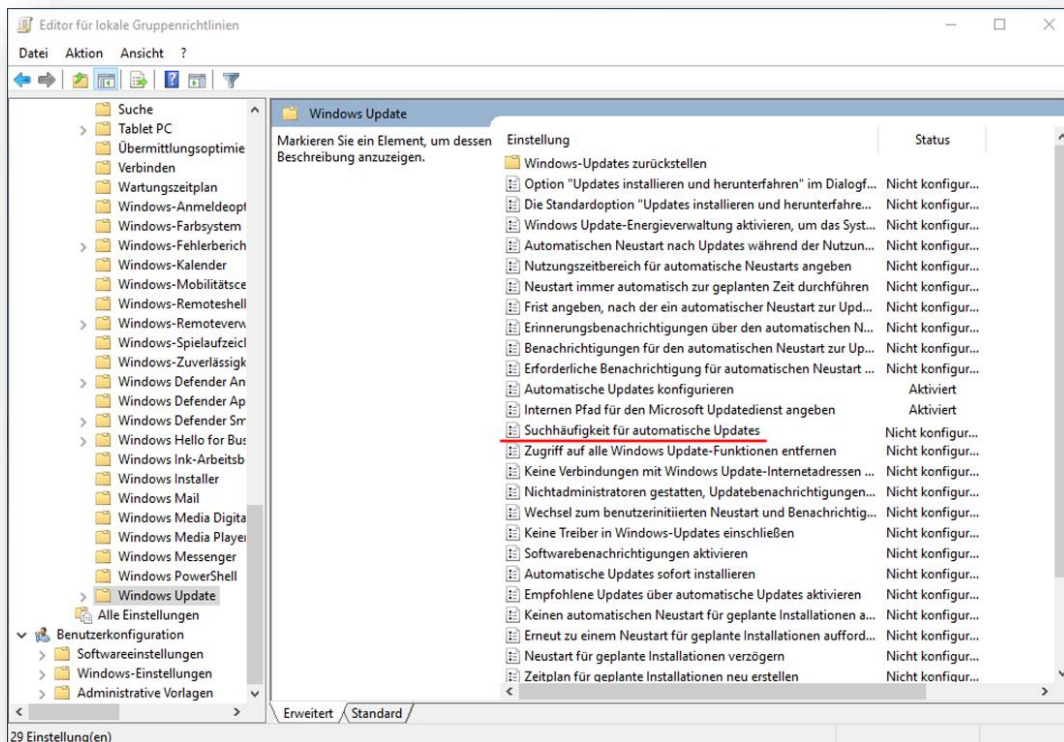 Editor für lokale Gruppenrichtlinien
Datei Aktion Ansicht ?
Suche
Tablet PC
Übermittlungsoptimie
Verbinden
Wartungszeitplan
Windows-Anmeldeopt
Windows-Farbsystem
Windows-Fehlerberich
Windows-Kalender
Windows-Mobilitätsce
Windows-Remoteshell
Windows-Remoteverw
Windows-Spielaufzeicl
Windows-Zuverlässigk
Windows Defender An
Windows Defender Ap
Windows Defender Sm
Windows Hello for Bus
Windows Ink-Arbeitsb
Windows Installer
Windows Mail
Windows Media Digita
Windows Media Player
Windows Messenger
Windows PowerShell
Windows Update
Alle Einstellungen
Benutzerkonfiguration
Softwareeinstellungen
Windows-Einstellungen
Administrative Vorlagen
Windows Update
Markieren Sie ein Element, um dessen
Beschreibung anzuzeigen.
Einstellung Status
Windows-Updates zurückstellen
Option "Updates installieren und herunterfahren" im Dialogf... Nicht konfigur...
Die Standardoption "Updates installieren und herunterfahre... Nicht konfigur...
Windows Update-Energieverwaltung aktivieren, um das Syst... Nicht konfigur...
Automatischen Neustart nach Updates während der Nutzun... Nicht konfigur...
Nutzungszeitbereich für automatische Neustarts angeben Nicht konfigur...
Neustart immer automatisch zur geplanten Zeit durchführen Nicht konfigur...
Frist angeben, nach der ein automatischer Neustart zur Upd... Nicht konfigur...
Erinnerungsbenachrichtigungen über den automatischen N... Nicht konfigur...
Benachrichtigungen für den automatischen Neustart zur Up... Nicht konfigur...
Erforderliche Benachrichtigung für automatischen Neustart ... Nicht konfigur...
Automatische Updates konfigurieren Aktiviert
Internen Pfad für den Microsoft Updatedienst angeben Aktiviert
Suchhäufigkeit für automatische Updates Nicht konfigur...
Zugriff auf alle Windows Update-Funktionen entfernen Nicht konfigur...
Keine Verbindungen mit Windows Update-Internetadressen ... Nicht konfigur...
Nichtadministratoren gestatten, Updatebenachrichtigungen... Nicht konfigur...
Wechsel zum benutzerinitiierten Neustart und Benachrichtig... Nicht konfigur...
Keine Treiber in Windows-Updates einschließen Nicht konfigur...
Softwarebenachrichtigungen aktivieren Nicht konfigur...
Automatische Updates sofort installieren Nicht konfigur...
Empfohlene Updates über automatische Updates aktivieren Nicht konfigur...
Keinen automatischen Neustart für geplante Installationen a... Nicht konfigur...
Erneut zu einem Neustart für geplante Installationen aufford... Nicht konfigur...
Neustart für geplante Installationen verzögern Nicht konfigur...
Zeitplan für geplante Installationen neu erstellen Nicht konfigur...
Erweitert Standard
29 Einstellung(en)